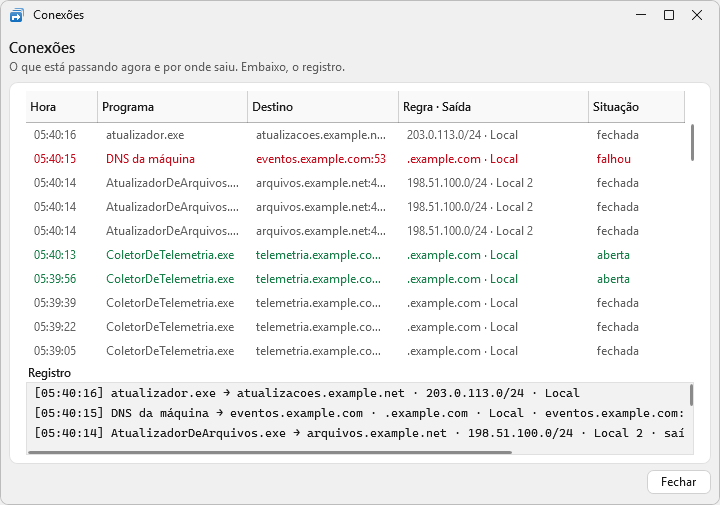 Conexões
Conexões
O que está passando agora e por onde saiu. Embaixo, o registro.
Hora Programa Destino Regra · Saída Situação
05:40:16 atualizador.exe atualizacoes.example.n... 203.0.113.0/24 · Local fechada
05:40:15 DNS da máquina eventos.example.com:53 .example.com · Local falhou
05:40:14 AtualizadorDeArquivos.... arquivos.example.net:4... 198.51.100.0/24 · Local 2 fechada
05:40:14 AtualizadorDeArquivos.... arquivos.example.net:4... 198.51.100.0/24 · Local 2 fechada
05:40:14 AtualizadorDeArquivos.... arquivos.example.net:4... 198.51.100.0/24 · Local 2 fechada
05:40:13 ColetorDeTelemetria.exe telemetria.example.co... .example.com · Local aberta
05:39:56 ColetorDeTelemetria.exe telemetria.example.co... .example.com · Local aberta
05:39:39 ColetorDeTelemetria.exe telemetria.example.co... .example.com · Local fechada
05:39:22 ColetorDeTelemetria.exe telemetria.example.co... .example.com · Local fechada
05:39:05 ColetorDeTelemetria.exe telemetria.example.co... .example.com · Local fechada
Registro
[05:40:16] atualizador.exe → atualizacoes.example.net · 203.0.113.0/24 · Local
[05:40:15] DNS da máquina → eventos.example.com · .example.com · Local · eventos.example.com:
[05:40:14] AtualizadorDeArquivos.exe → arquivos.example.net · 198.51.100.0/24 · Local 2 · saí
Fechar